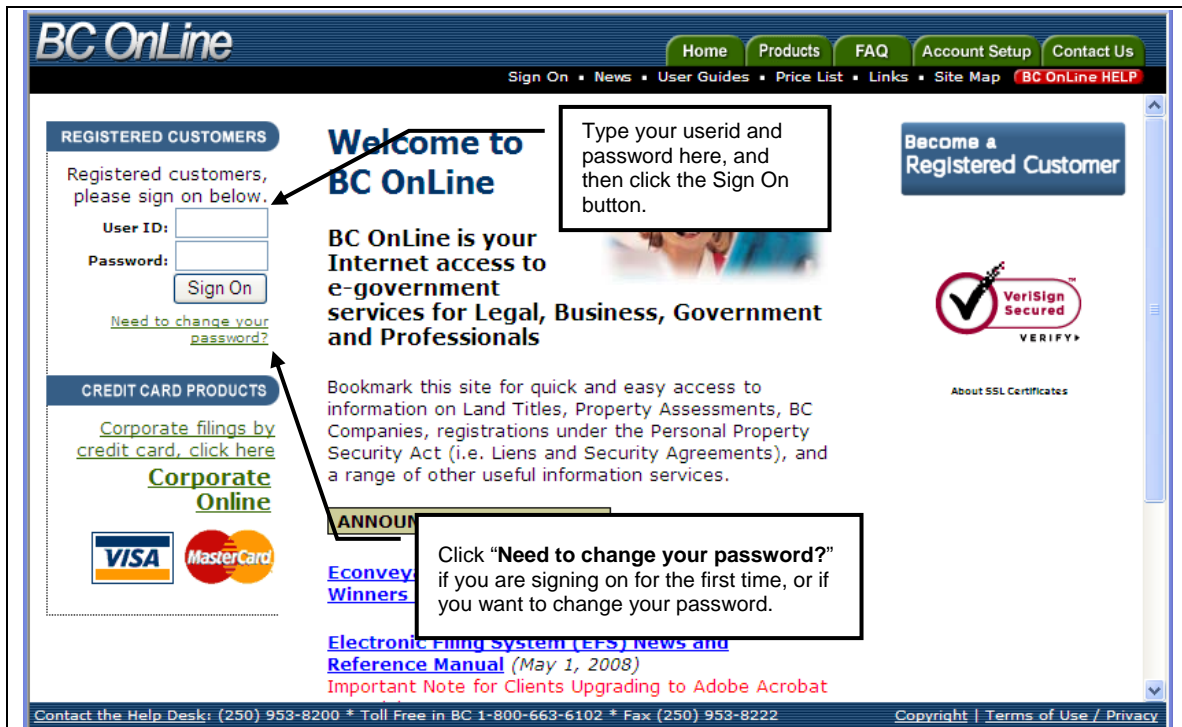 BC OnLine
Home Products FAQ Account Setup Contact Us
Sign On ▪ News ▪ User Guides ▪ Price List ▪ Links ▪ Site Map BC OnLine HELP
REGISTERED CUSTOMERS
Registered customers,
please sign on below.
User ID:
Password:
Sign On
Need to change your
password?
CREDIT CARD PRODUCTS
Corporate filings by
credit card, click here
Corporate
Online
VISA MasterCard
Welcome to
BC OnLine
BC OnLine is your
Internet access to
e-government
services for Legal, Business, Government
and Professionals
Bookmark this site for quick and easy access to
information on Land Titles, Property Assessments, BC
Companies, registrations under the Personal Property
Security Act (i.e. Liens and Security Agreements), and
a range of other useful information services.
Type your userid and
password here, and
then click the Sign On
button.
Click “Need to change your password?”
if you are signing on for the first time, or if
you want to change your password.
Winners
Electronic Filing System (EFS) News and
Reference Manual (May 1, 2008)
Important Note for Clients Upgrading to Adobe Acrobat
Become a
Registered Customer
VeriSign
Secured
™
VERIFY
About SSL Certificates
Contact the Help Desk: (250) 953-8200 * Toll Free in BC 1-800-663-6102 * Fax (250) 953-8222
Copyright | Terms of Use / Privacy